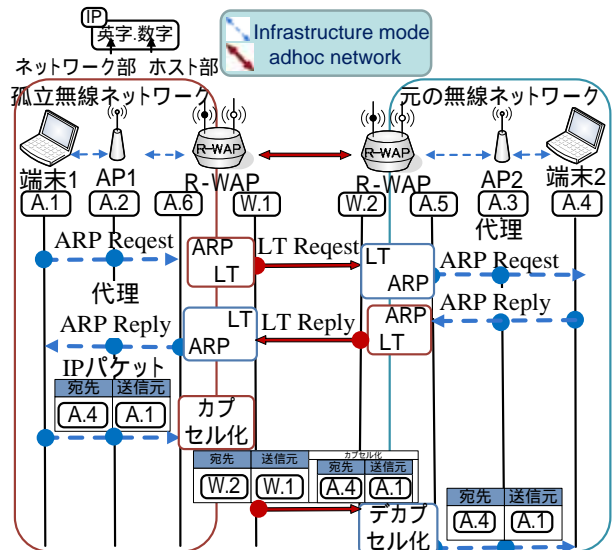 IP
英字.数字
Infrastructure mode
adhoc network
ネットワーク部 ホスト部
孤立無線ネットワーク
元の無線ネットワーク
R-WAP
R-WAP
端末1
AP1
R-WAP
R-WAP
AP2
端末2
A.1
A.2
A.6
W.1
W.2
A.5
A.3
A.4
代理
ARP Reqest
ARP
LT
LT Reqest
LT
ARP
ARP Reqest
代理
ARP Reply
LT
ARP
LT Reply
ARP
LT
ARP Reply
IPパケット
宛先 送信元
A.4 A.1
カプ
セル化
宛先 送信元
W.2 W.1
カプセル化
宛先 送信元
A.4 A.1
デカプ
セル化
宛先 送信元
A.4 A.1